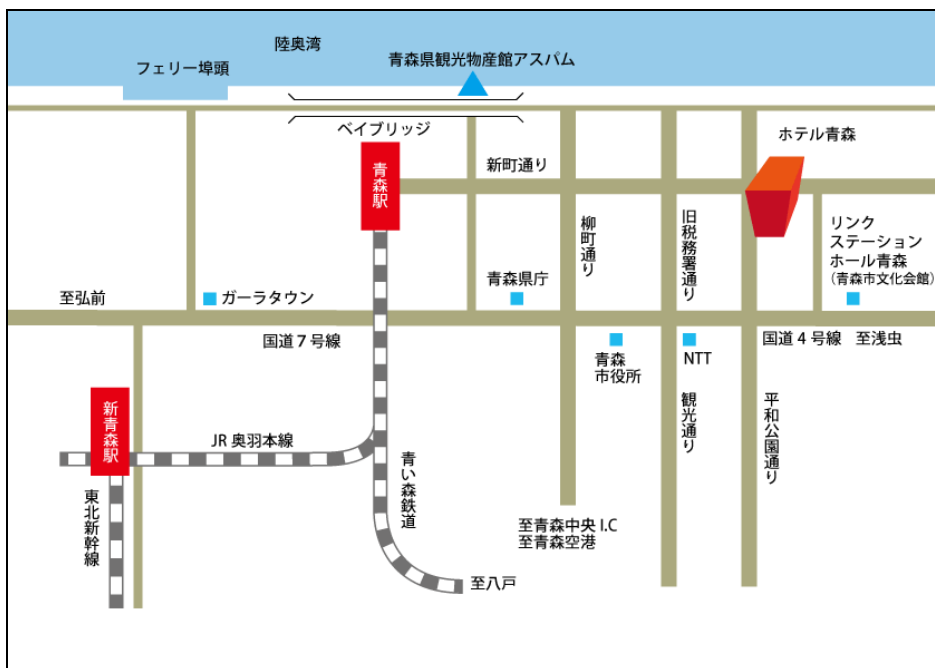 陸奥湾
青森県観光物産館アスパム
フェリー埠頭
ベイブリッジ
ホテル青森
新町通り
青森駅
柳町通り
旧税務署通り
リンク
ステーション
ホール青森
(青森市文化会館)
青森県庁
至弘前
ガーラタウン
国道7号線
国道4号線 至浅虫
青森
市役所
NTT
新青森駅
観光通り
平和公園通り
JR奥羽本線
青い森鉄道
東北新幹線
至青森中央I.C
至青森空港
至八戸